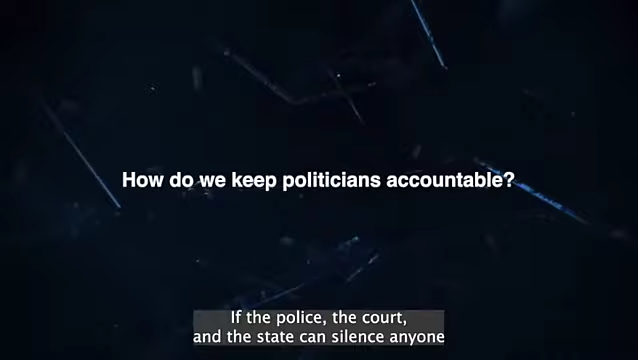 How do we keep politicians accountable?
If the police, the court,
and the state can silence anyone